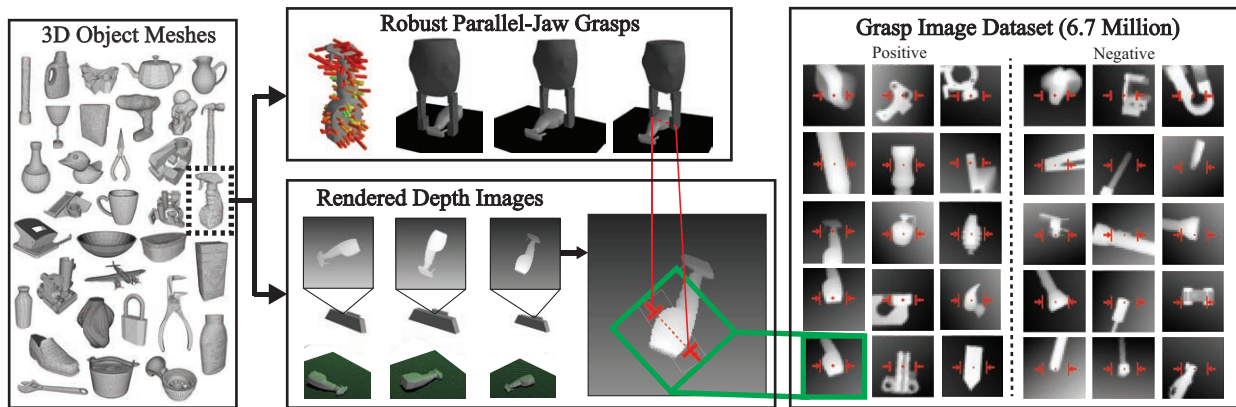 3D Object Meshes
Robust Parallel-Jaw Grasps
Rendered Depth Images
Grasp Image Dataset (6.7 Million)
Positive
Negative